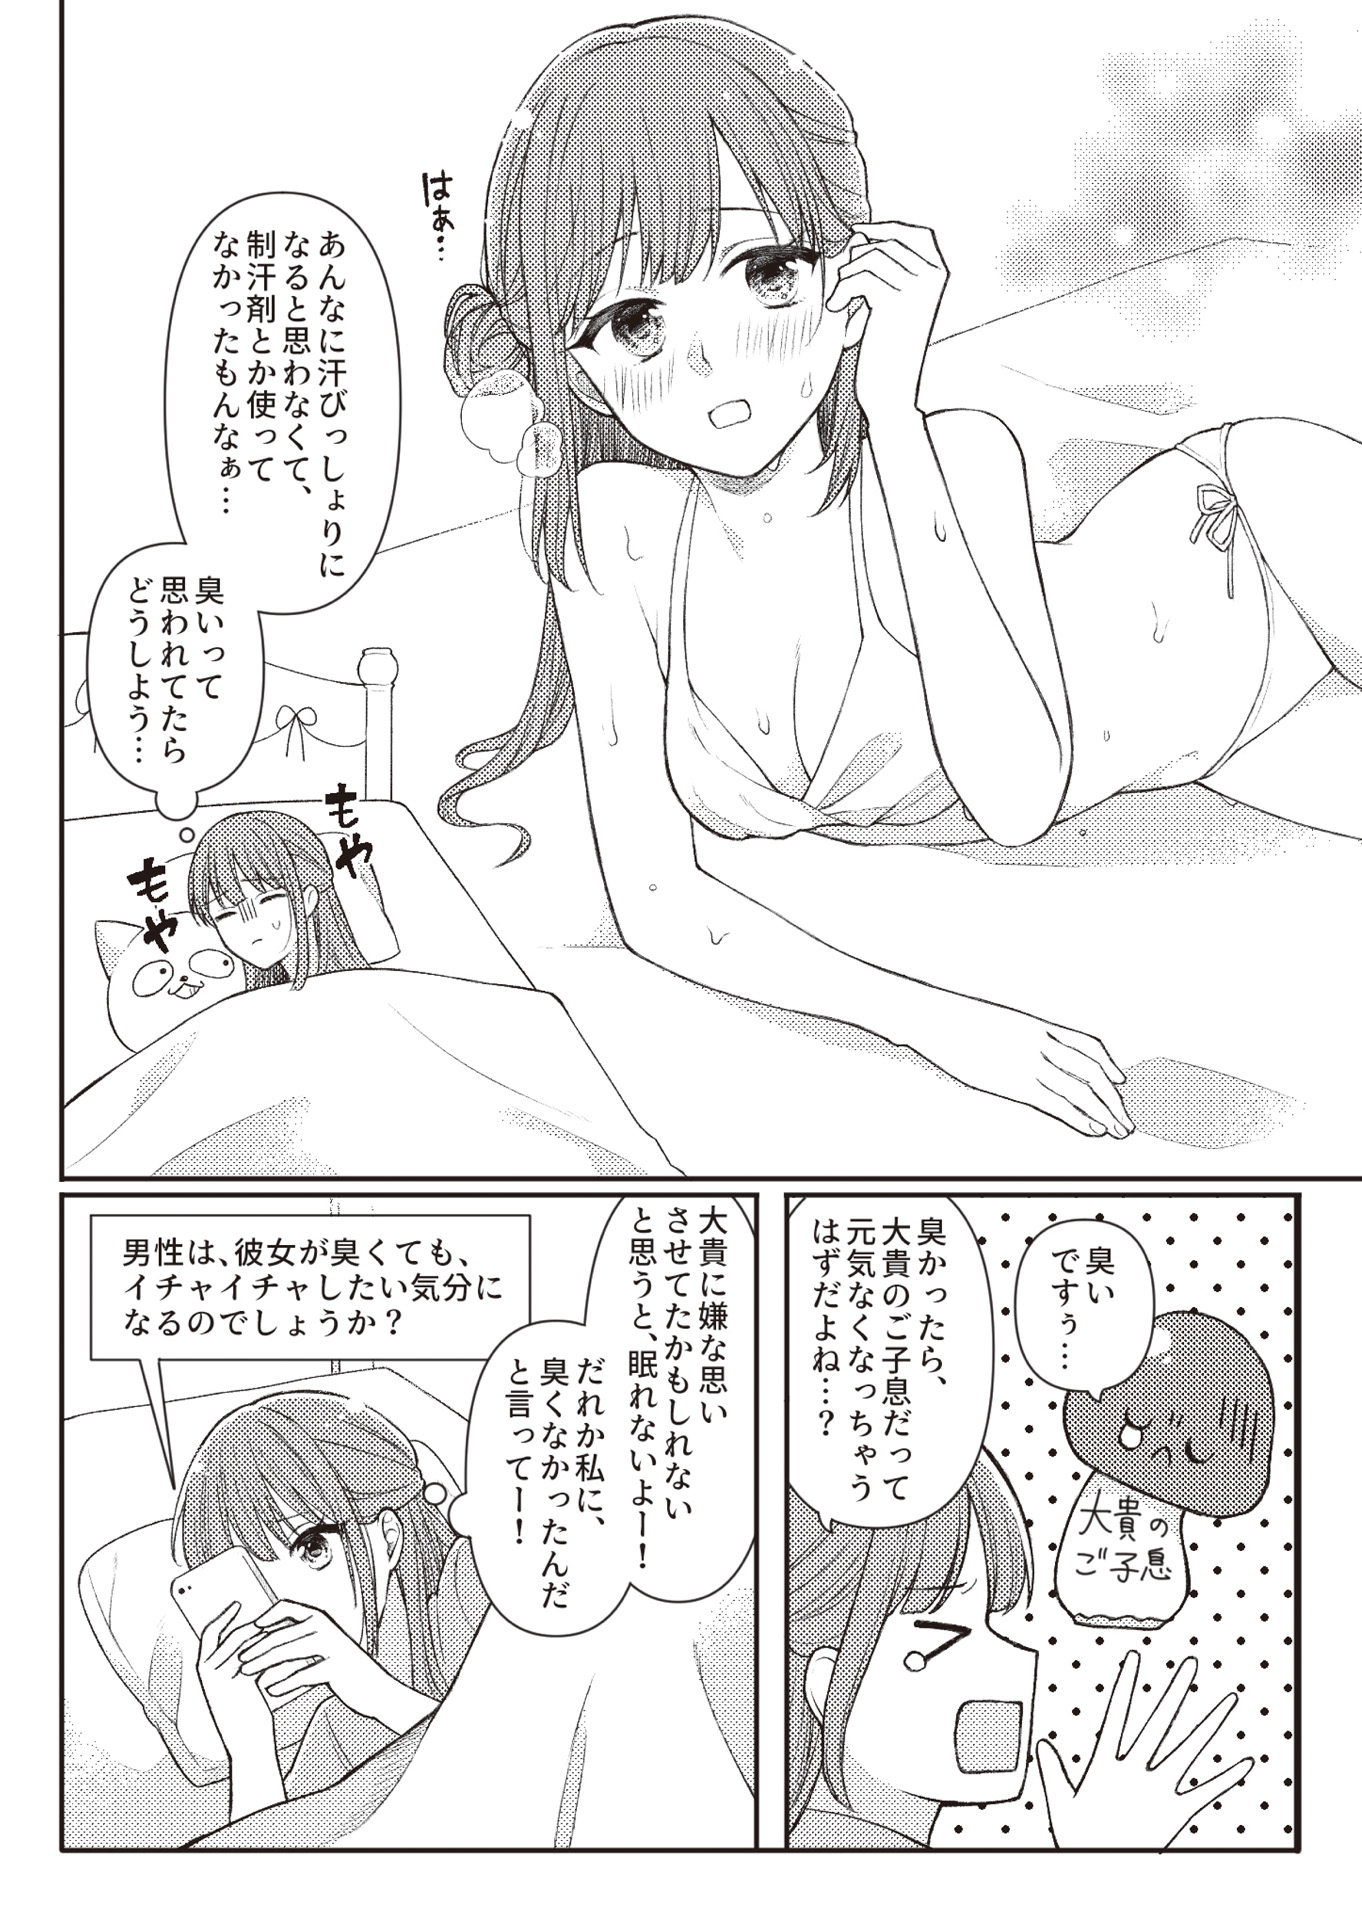 はぁ…
あんなに汗びっしょりに
なると思わなくて、
制汗剤とか使って
なかったもんなぁ…
臭いって
思われてたら
どうしよう…
もや
もや
臭い
ですぅ…
大貴の
ご子息
臭かったら、
大貴のご子息だって
元気なくなっちゃう
はずだよね…？
大貴に嫌な思い
させてたかもしれない
と思うと、眠れないよー！
だれか私に、
臭くなかったんだ
と言ってー！
男性は、彼女が臭くても、
イチャイチャしたい気分に
なるのでしょうか？